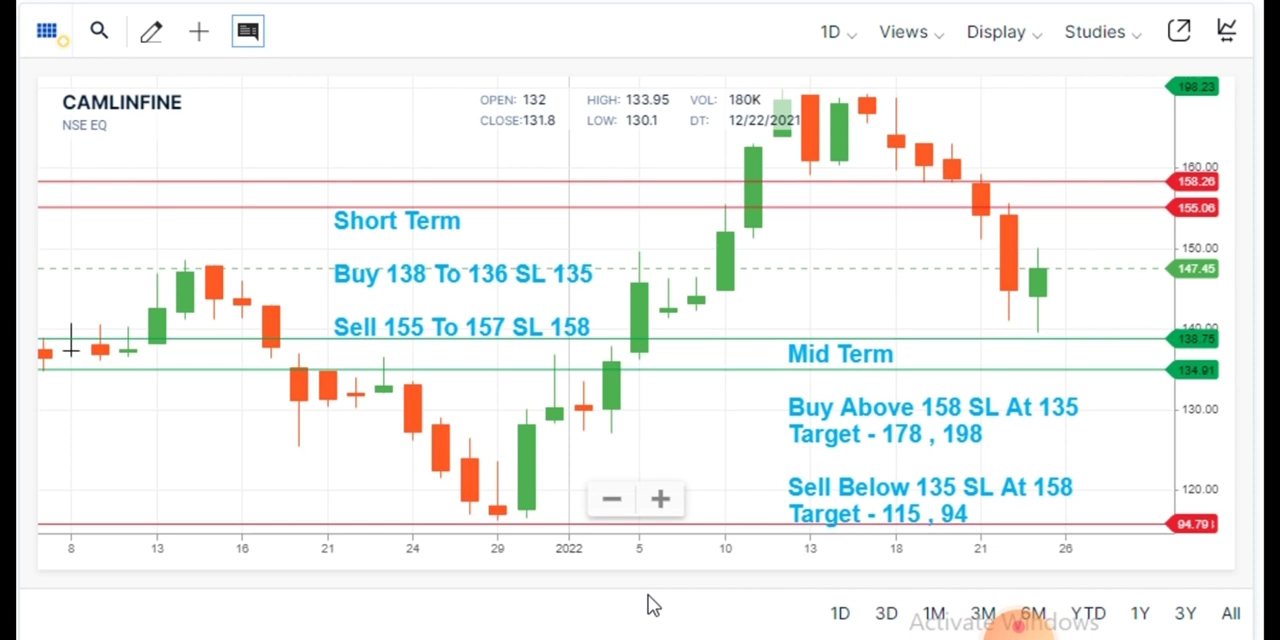 1D Views Display Studies
CAMLINFINE
NSE EQ
OPEN: 132 HIGH: 133.95 VOL: 180K
CLOSE:131.8 LOW: 130.1 DT: 12/22/2021
198.23
160.00
158.26
155.06
150.00
147.45
140.00
138.75
134.91
130.00
120.00
94.79
Short Term
Buy 138 To 136 SL 135
Sell 155 To 157 SL 158
Mid Term
Buy Above 158 SL At 135
Target - 178 , 198
Sell Below 135 SL At 158
Target - 115 , 94
8 13 16 21 24 29 2022 5 10 13 18 21 26
1D 3D 1M 3M 6M YTD 1Y 3Y All
Activate Windows